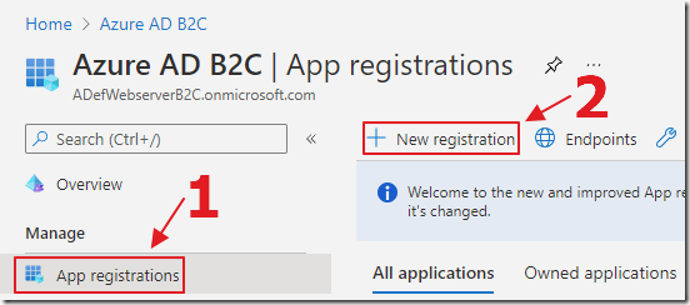 Home > Azure AD B2C
Azure AD B2C | App registrations
ADefWebserverB2C.onmicrosoft.com
Search (Ctrl+/)
«
Overview
Manage
1
App registrations
2
+ New registration
Endpoints
Welcome to the new and improved App re
it's changed.
All applications
Owned applications